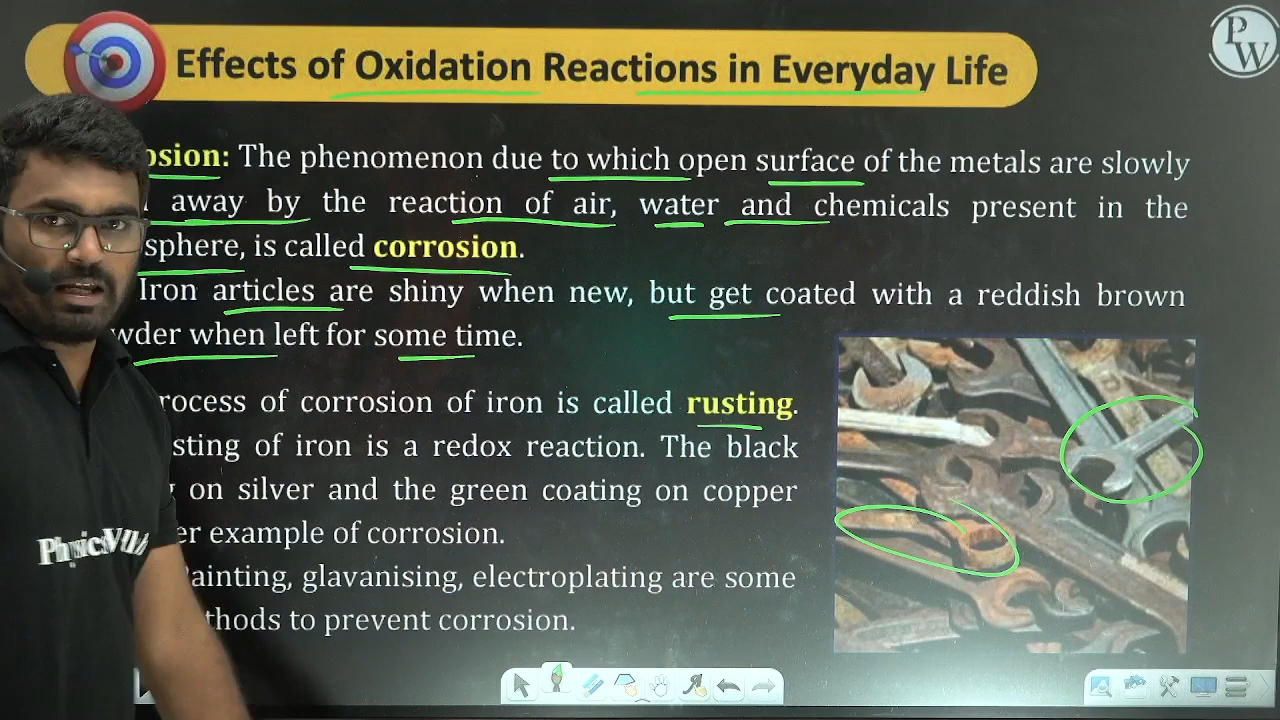 Effects of Oxidation Reactions in Everyday Life
PW
osion: The phenomenon due to which open surface of the metals are slowly
away by the reaction of air, water and chemicals present in the
sphere, is called corrosion.
Iron articles are shiny when new, but get coated with a reddish brown
wder when left for some time.
rocess of corrosion of iron is called rusting.
sting of iron is a redox reaction. The black
g on silver and the green coating on copper
er example of corrosion.
Painting, glavanising, electroplating are some
thods to prevent corrosion.